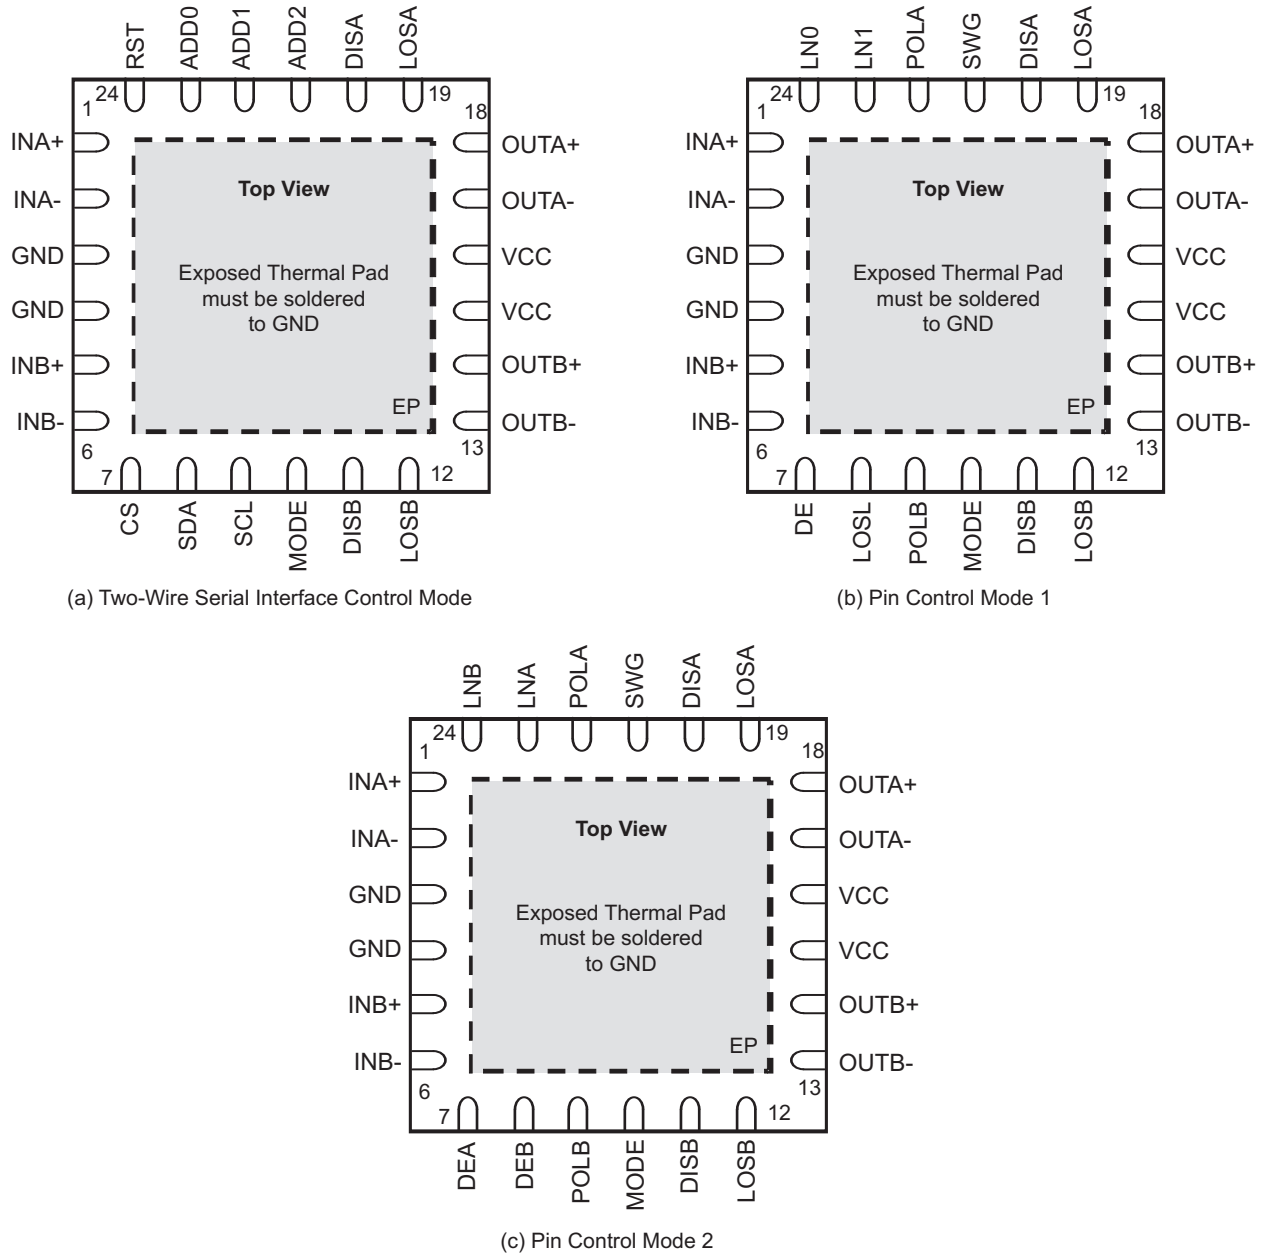 RST ADD0 ADD1 ADD2 DISA LOSA
24 19
1 18
INA+ OUTA+
INA- Top View OUTA-
GND VCC
Exposed Thermal Pad
must be soldered
GND VCC
to GND
INB+ OUTB+
EP
INB- OUTB-
6 13
7 12
CS SDA SCL MODE DISB LOSB
(a) Two-Wire Serial Interface Control Mode
LN0 LN1 POLA SWG DISA LOSA
24 19
1 18
INA+ OUTA+
INA- Top View OUTA-
GND VCC
Exposed Thermal Pad
must be soldered
GND VCC
to GND
INB+ OUTB+
EP
INB- OUTB-
6 13
7 12
DE LOSL POLB MODE DISB LOSB
(b) Pin Control Mode 1
LNB LNA POLA SWG DISA LOSA
24 19
1 18
INA+ OUTA+
Top View
INA- OUTA-
GND VCC
Exposed Thermal Pad
must be soldered
GND VCC
to GND
INB+ OUTB+
EP
INB- OUTB-
6 13
7 12
DEA DEB POLB MODE DISB LOSB
(c) Pin Control Mode 2